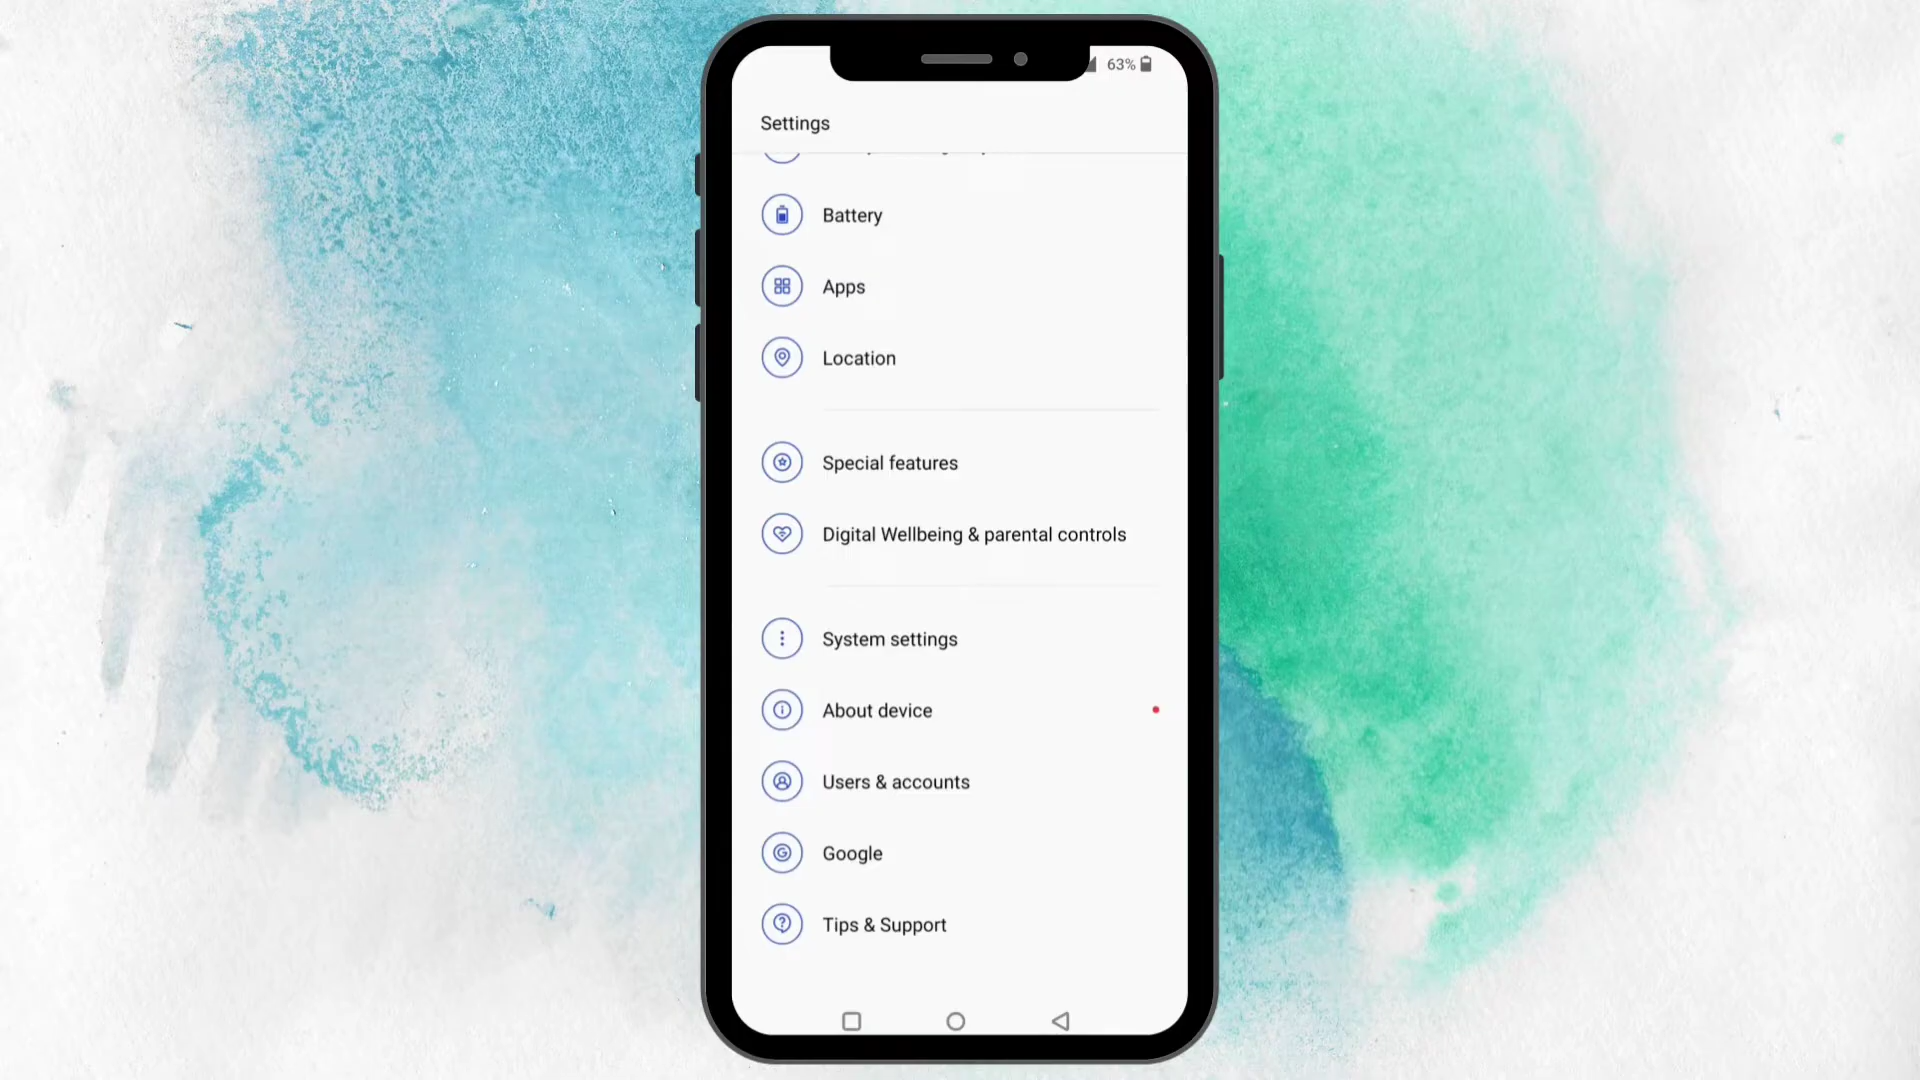 63%
Settings
Battery
Apps
Location
Special features
Digital Wellbeing & parental controls
System settings
About device
Users & accounts
Google
Tips & Support